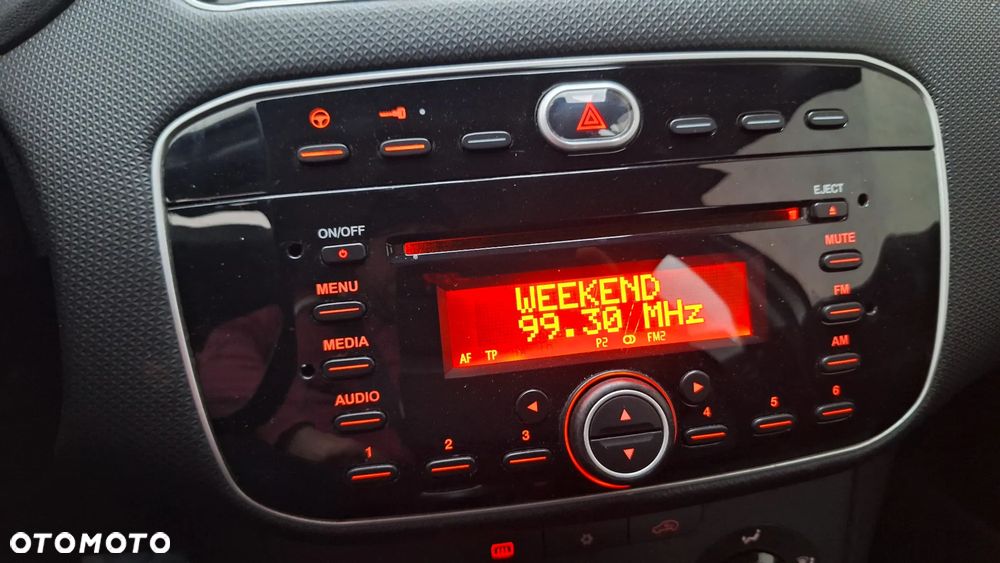 EJECT
ON/OFF
MUTE
MENU
WEEKEND
99.30 MHz
FM
AF TP P2 FM2
MEDIA
AM
AUDIO
1 2 3 4 5 6
OTOMOTO